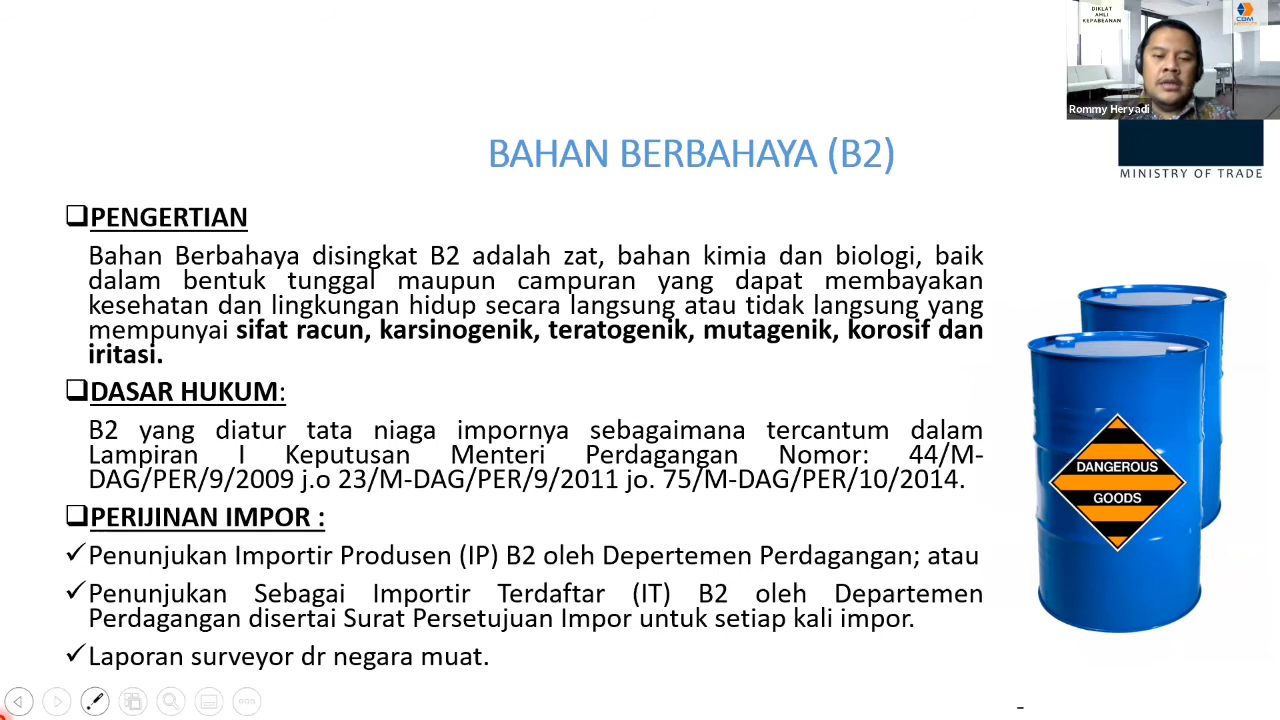 DIKLAT
AHLI
KEPABEANAN
CBM
Rommy Heryadi
MINISTRY OF TRADE
BAHAN BERBAHAYA (B2)
PENGERTIAN
Bahan Berbahaya disingkat B2 adalah zat, bahan kimia dan biologi, baik
dalam bentuk tunggal maupun campuran yang dapat membayakan
kesehatan dan lingkungan hidup secara langsung atau tidak langsung yang
mempunyai sifat racun, karsinogenik, teratogenik, mutagenik, korosif dan
iritasi.
DASAR HUKUM:
B2 yang diatur tata niaga impornya sebagaimana tercantum dalam
Lampiran I Keputusan Menteri Perdagangan Nomor: 44/M-
DAG/PER/9/2009 j.o 23/M-DAG/PER/9/2011 jo. 75/M-DAG/PER/10/2014.
PERIJINAN IMPOR :
Penunjukan Importir Produsen (IP) B2 oleh Depertemen Perdagangan; atau
Penunjukan Sebagai Importir Terdaftar (IT) B2 oleh Departemen
Perdagangan disertai Surat Persetujuan Impor untuk setiap kali impor.
Laporan surveyor dr negara muat.
DANGEROUS
GOODS